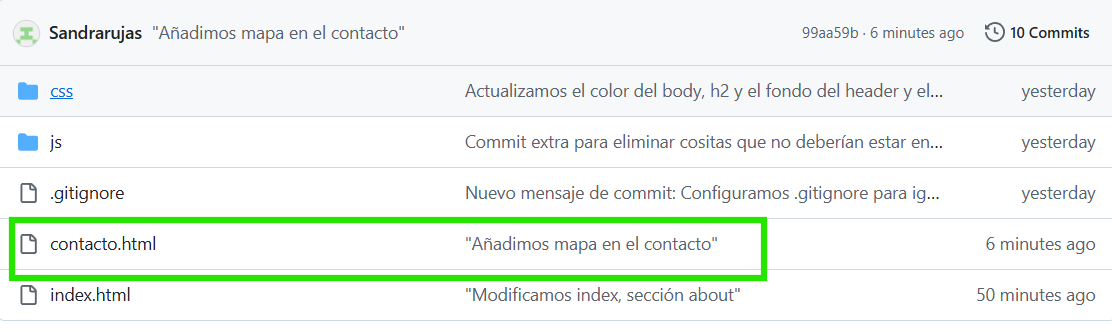 Sandrarujas "Añadimos mapa en el contacto" 99aa59b · 6 minutes ago 10 Commits
css Actualizamos el color del body, h2 y el fondo del header y el... yesterday
js Commit extra para eliminar cositas que no deberían estar en... yesterday
.gitignore Nuevo mensaje de commit: Configuramos .gitignore para ig... yesterday
contacto.html "Añadimos mapa en el contacto" 6 minutes ago
index.html "Modificamos index, sección about" 50 minutes ago